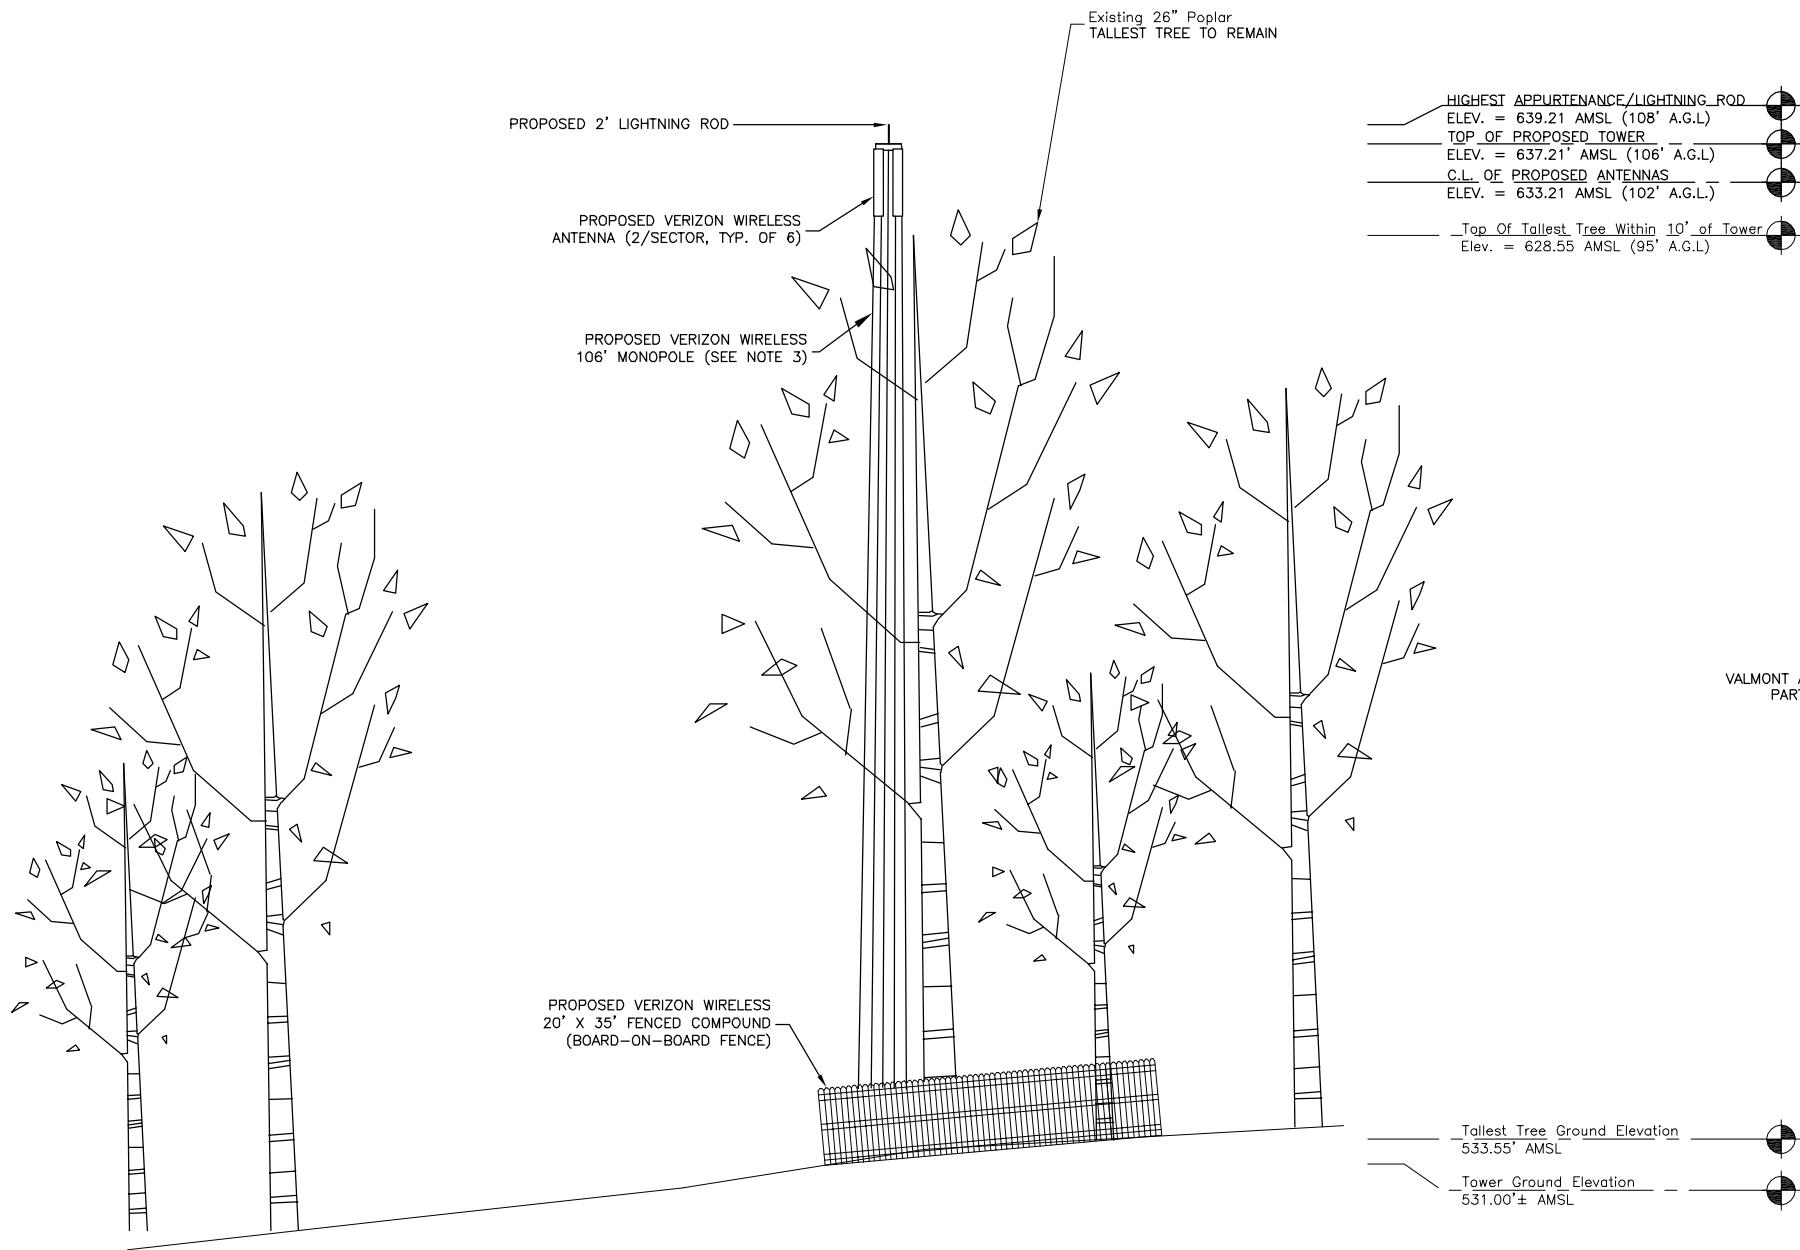 Existing 26" Poplar
TALLEST TREE TO REMAIN
PROPOSED 2' LIGHTNING ROD
HIGHEST APPURTENANCE/LIGHTNING ROD
ELEV. = 639.21 AMSL (108' A.G.L)
TOP OF PROPOSED TOWER
ELEV. = 637.21' AMSL (106' A.G.L)
C.L. OF PROPOSED ANTENNAS
ELEV. = 633.21 AMSL (102' A.G.L.)
Top Of Tallest Tree Within 10' of Tower
Elev. = 628.55 AMSL (95' A.G.L)
PROPOSED VERIZON WIRELESS
ANTENNA (2/SECTOR, TYP. OF 6)
PROPOSED VERIZON WIRELESS
106' MONOPOLE (SEE NOTE 3)
VALMONT
PROPOSED VERIZON WIRELESS
20' X 35' FENCED COMPOUND
(BOARD-ON-BOARD FENCE)
Tallest Tree Ground Elevation
533.55' AMSL
Tower Ground Elevation
531.00'± AMSL